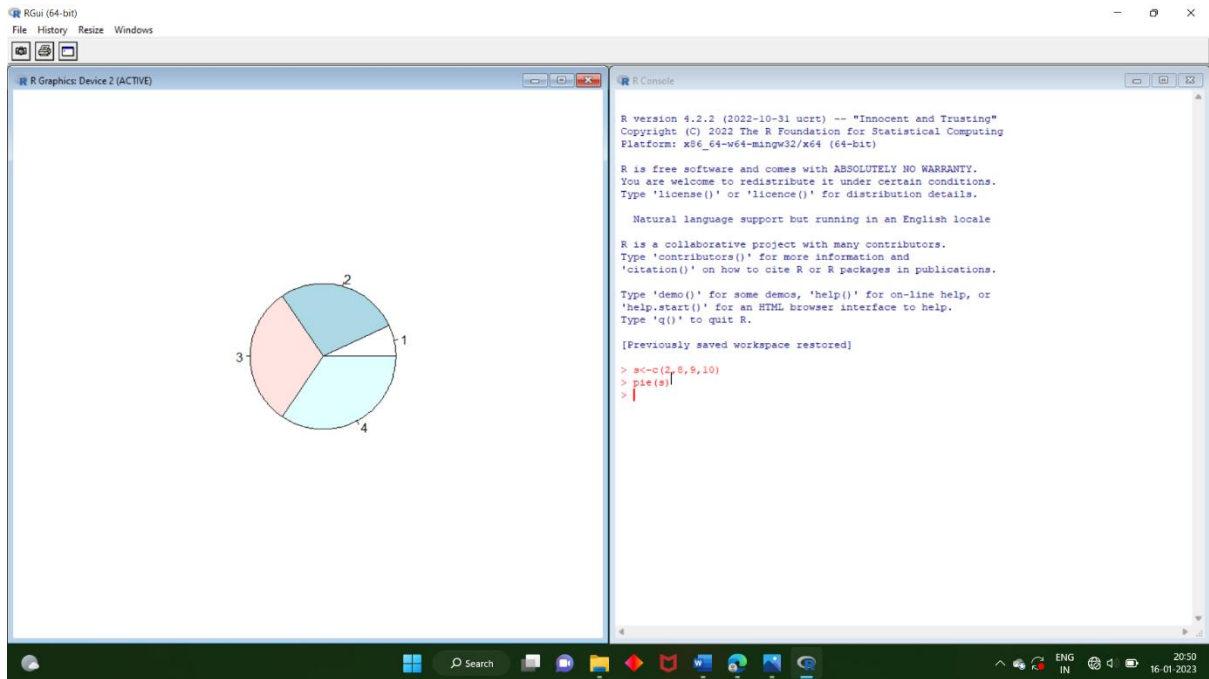 RGui (64-bit)
File History Resize Windows
R Graphics: Device 2 (ACTIVE)
2
1
3
4
R Console
R version 4.2.2 (2022-10-31 ucrt) -- "Innocent and Trusting"
Copyright (C) 2022 The R Foundation for Statistical Computing
Platform: x86_64-w64-mingw32/x64 (64-bit)
R is free software and comes with ABSOLUTELY NO WARRANTY.
You are welcome to redistribute it under certain conditions.
Type 'license()' or 'licence()' for distribution details.
Natural language support but running in an English locale
R is a collaborative project with many contributors.
Type 'contributors()' for more information and
'citation()' on how to cite R or R packages in publications.
Type 'demo()' for some demos, 'help()' for on-line help, or
'help.start()' for an HTML browser interface to help.
Type 'q()' to quit R.
[Previously saved workspace restored]
> s<-c(2,8,9,10)
> pie(s)
>
Search
ENG
IN
20:50
16-01-2023